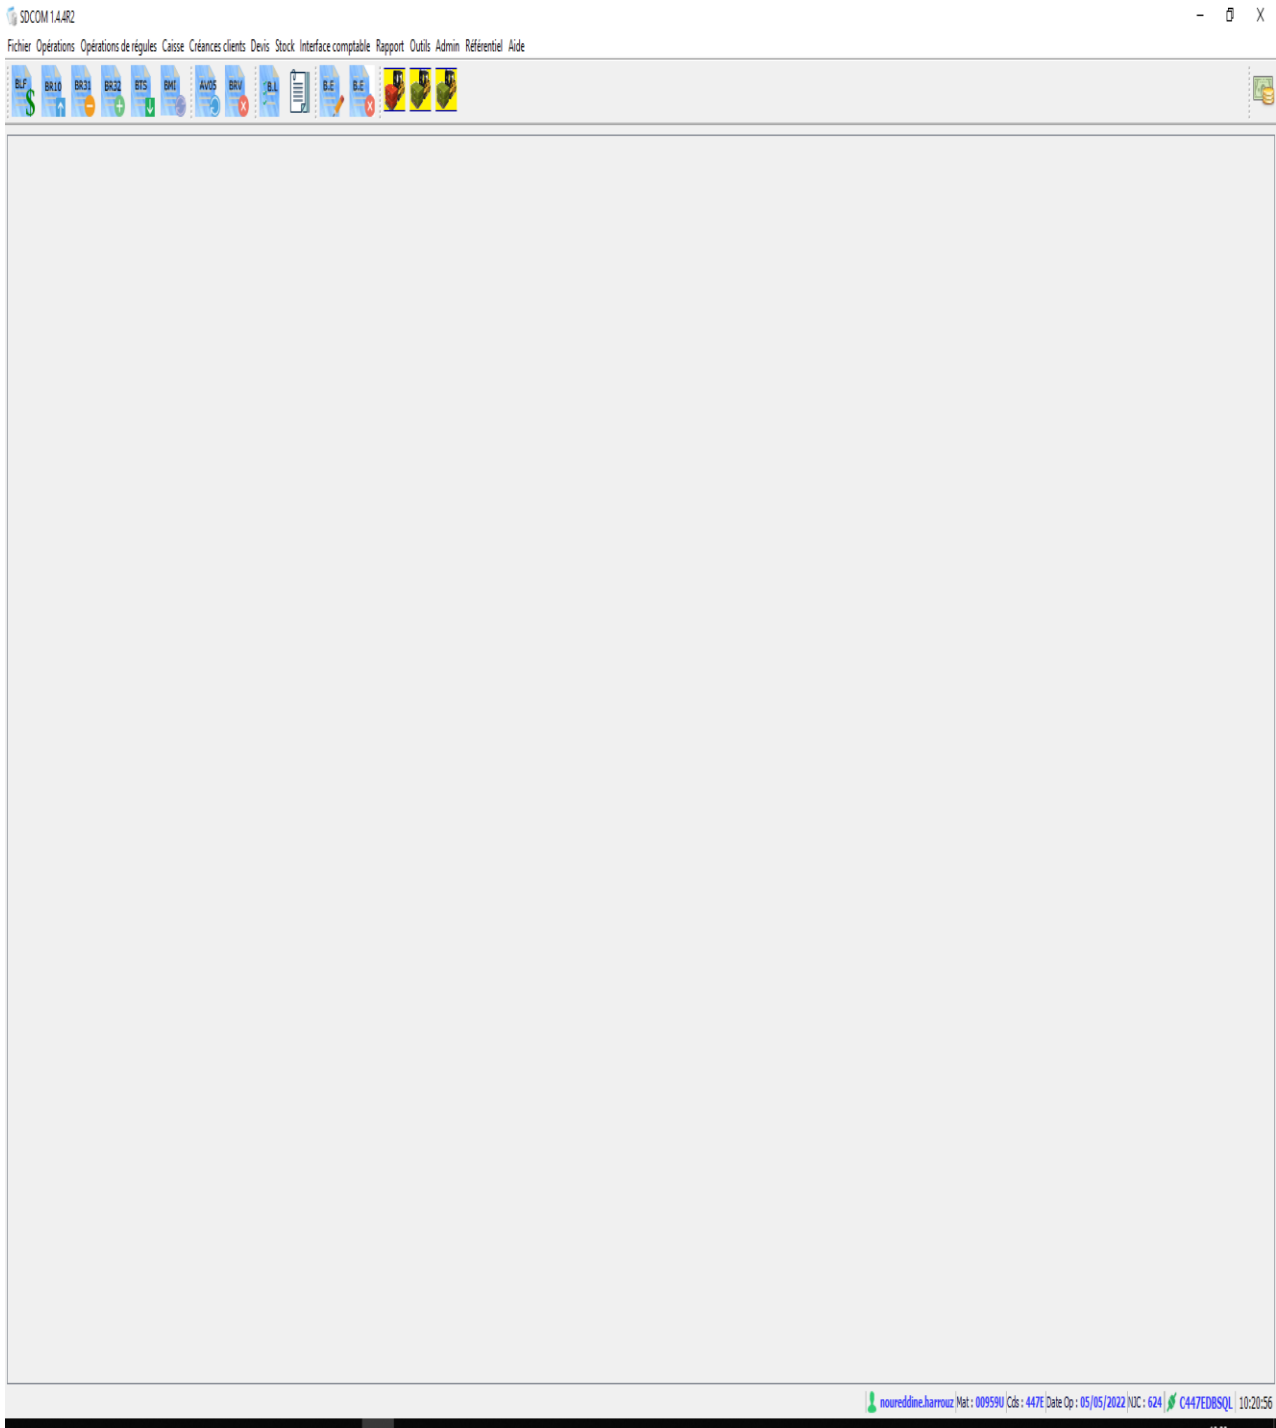 SDCOM 1.4.4R2
Fichier Opérations Opérations de régules Caisse Créances clients Devis Stock Interface comptable Rapport Outils Admin Référentiel Aide
BLF BR10 BR31 BR32 BTS BMI AV05 BRV B.L B.E B.E
noureddine.harrouz Mat : 00959U Cds : 447E Date Op : 05/05/2022 NJC : 624 C447EDBSQL 10:20:56